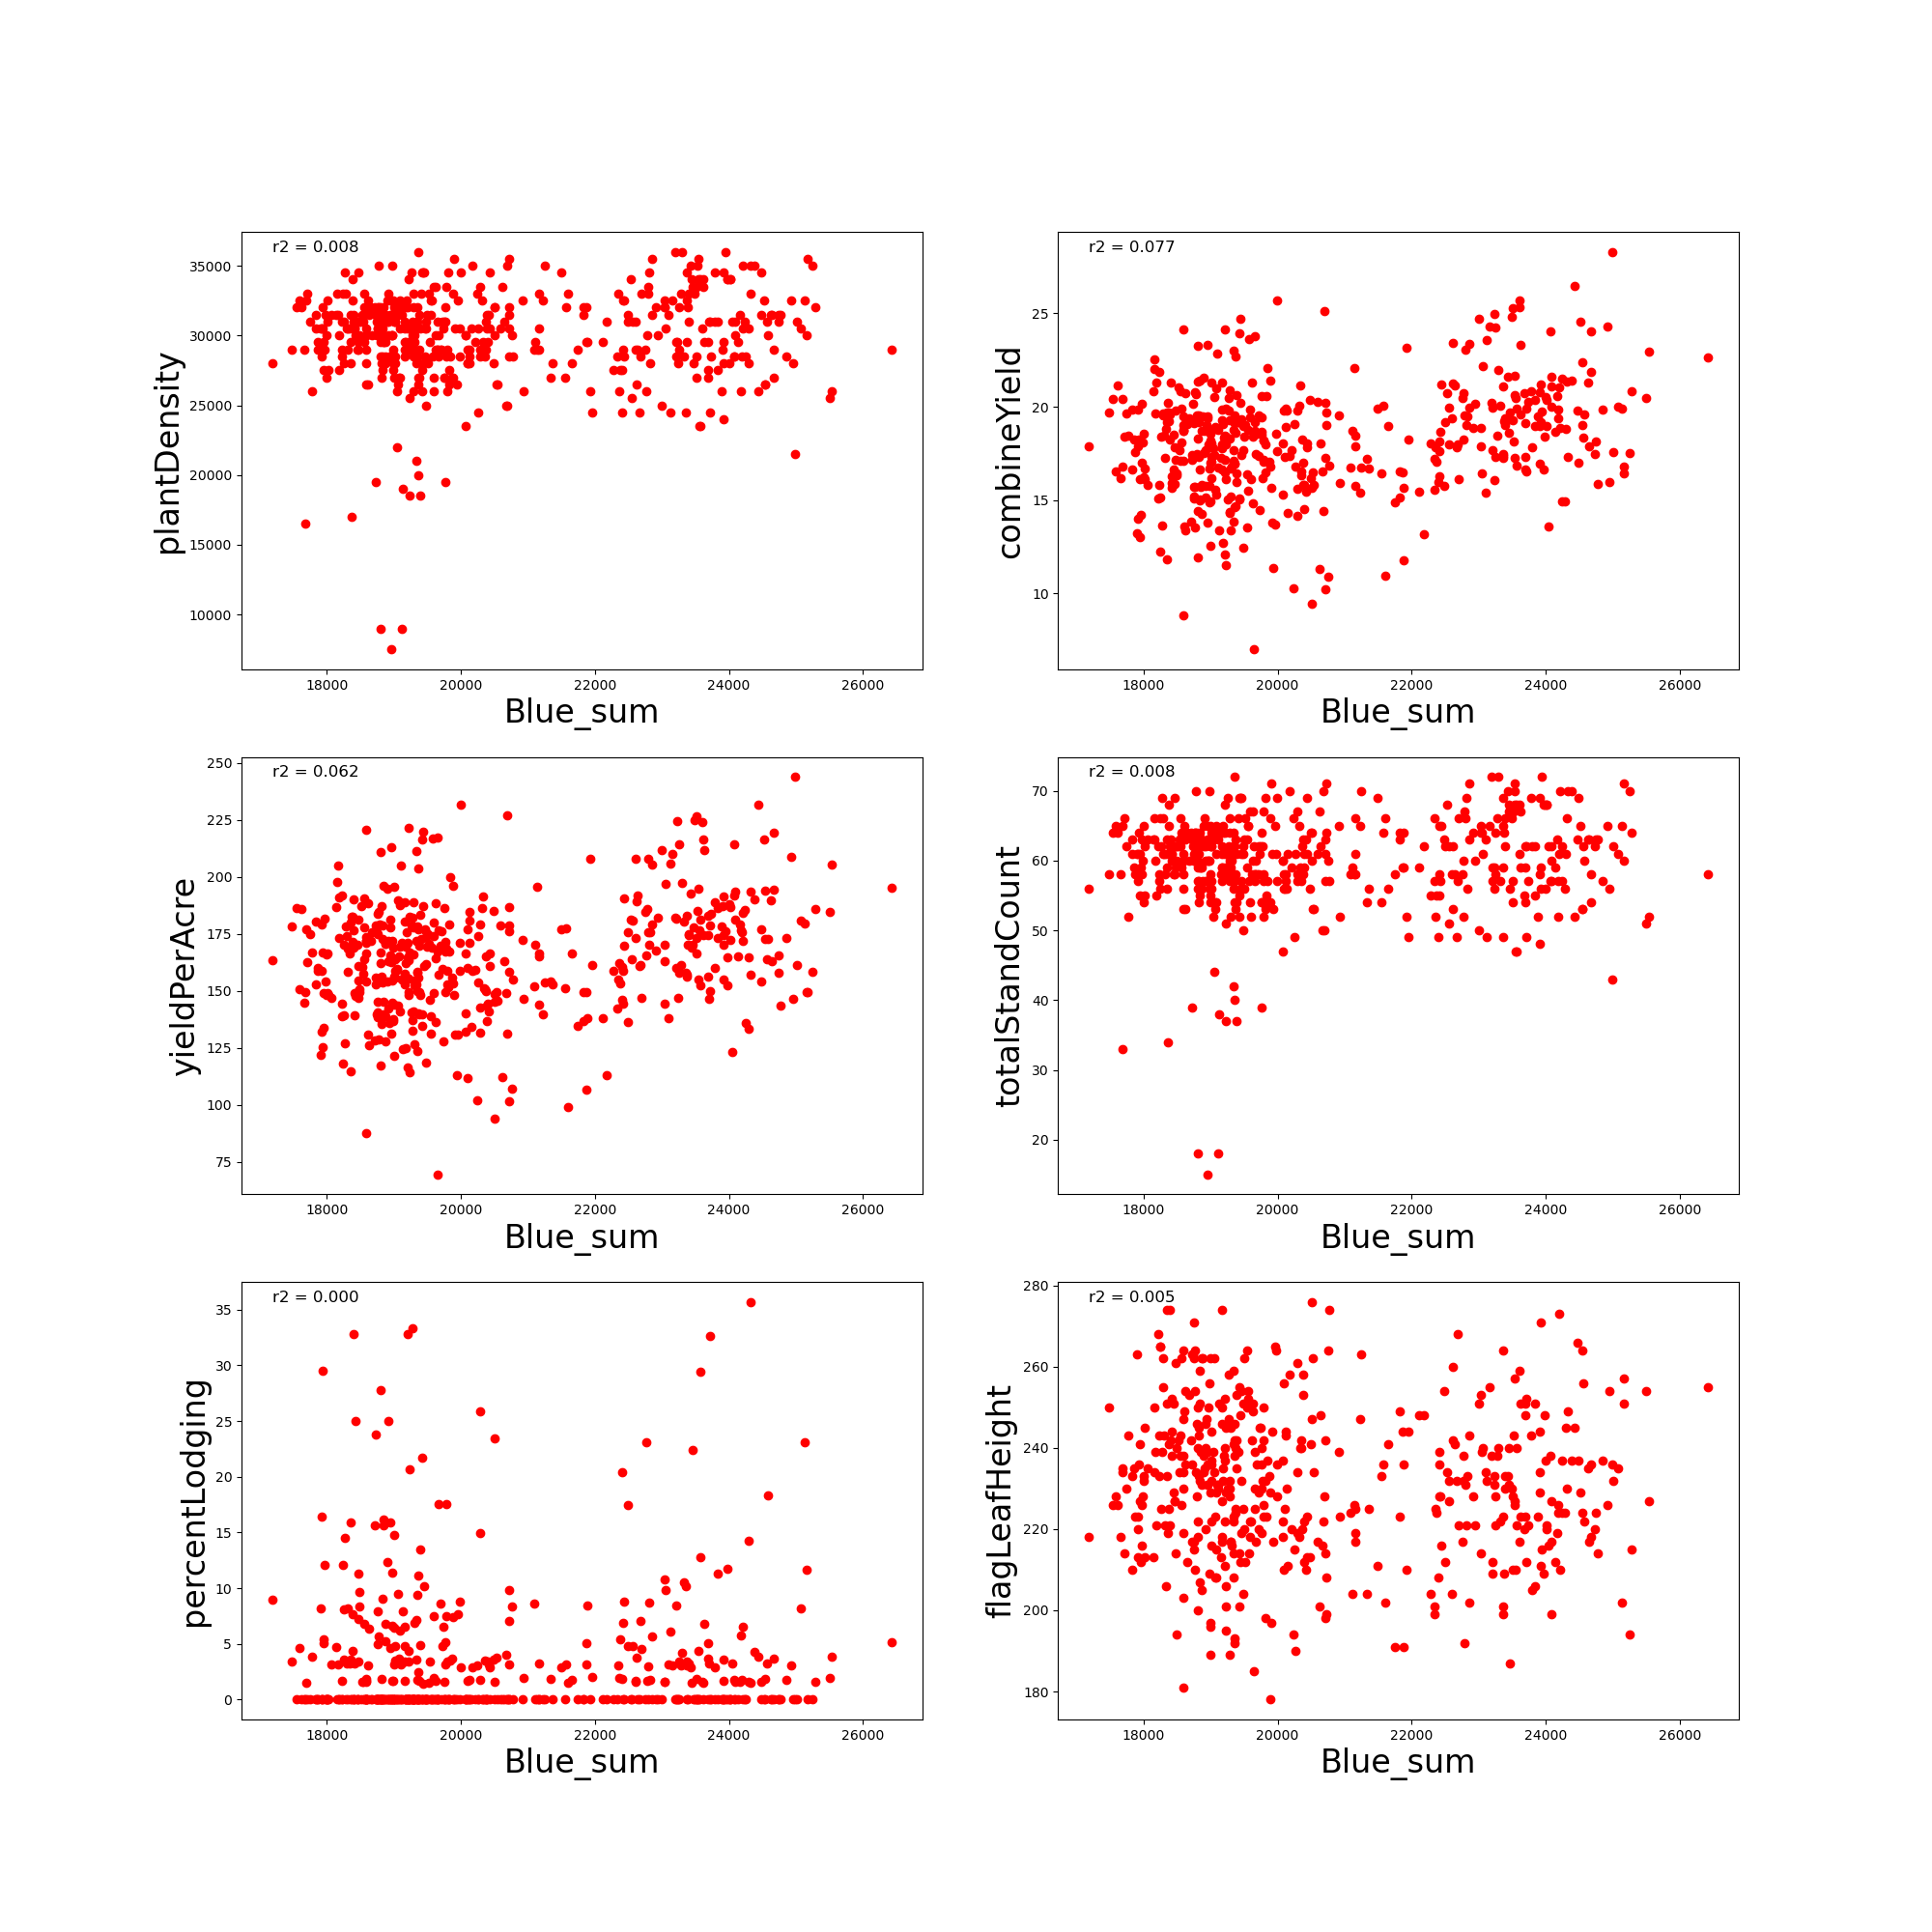 r2 = 0.008
35000
30000
25000
20000
15000
10000
plantDensity
18000 20000 22000 24000 26000
Blue_sum
r2 = 0.077
25
20
15
10
combineYield
18000 20000 22000 24000 26000
Blue_sum
r2 = 0.062
250
225
200
175
150
125
100
75
yieldPerAcre
18000 20000 22000 24000 26000
Blue_sum
r2 = 0.008
70
60
50
40
30
20
totalStandCount
18000 20000 22000 24000 26000
Blue_sum
r2 = 0.000
35
30
25
20
15
10
5
0
percentLodging
18000 20000 22000 24000 26000
Blue_sum
r2 = 0.005
280
260
240
220
200
180
flagLeafHeight
18000 20000 22000 24000 26000
Blue_sum